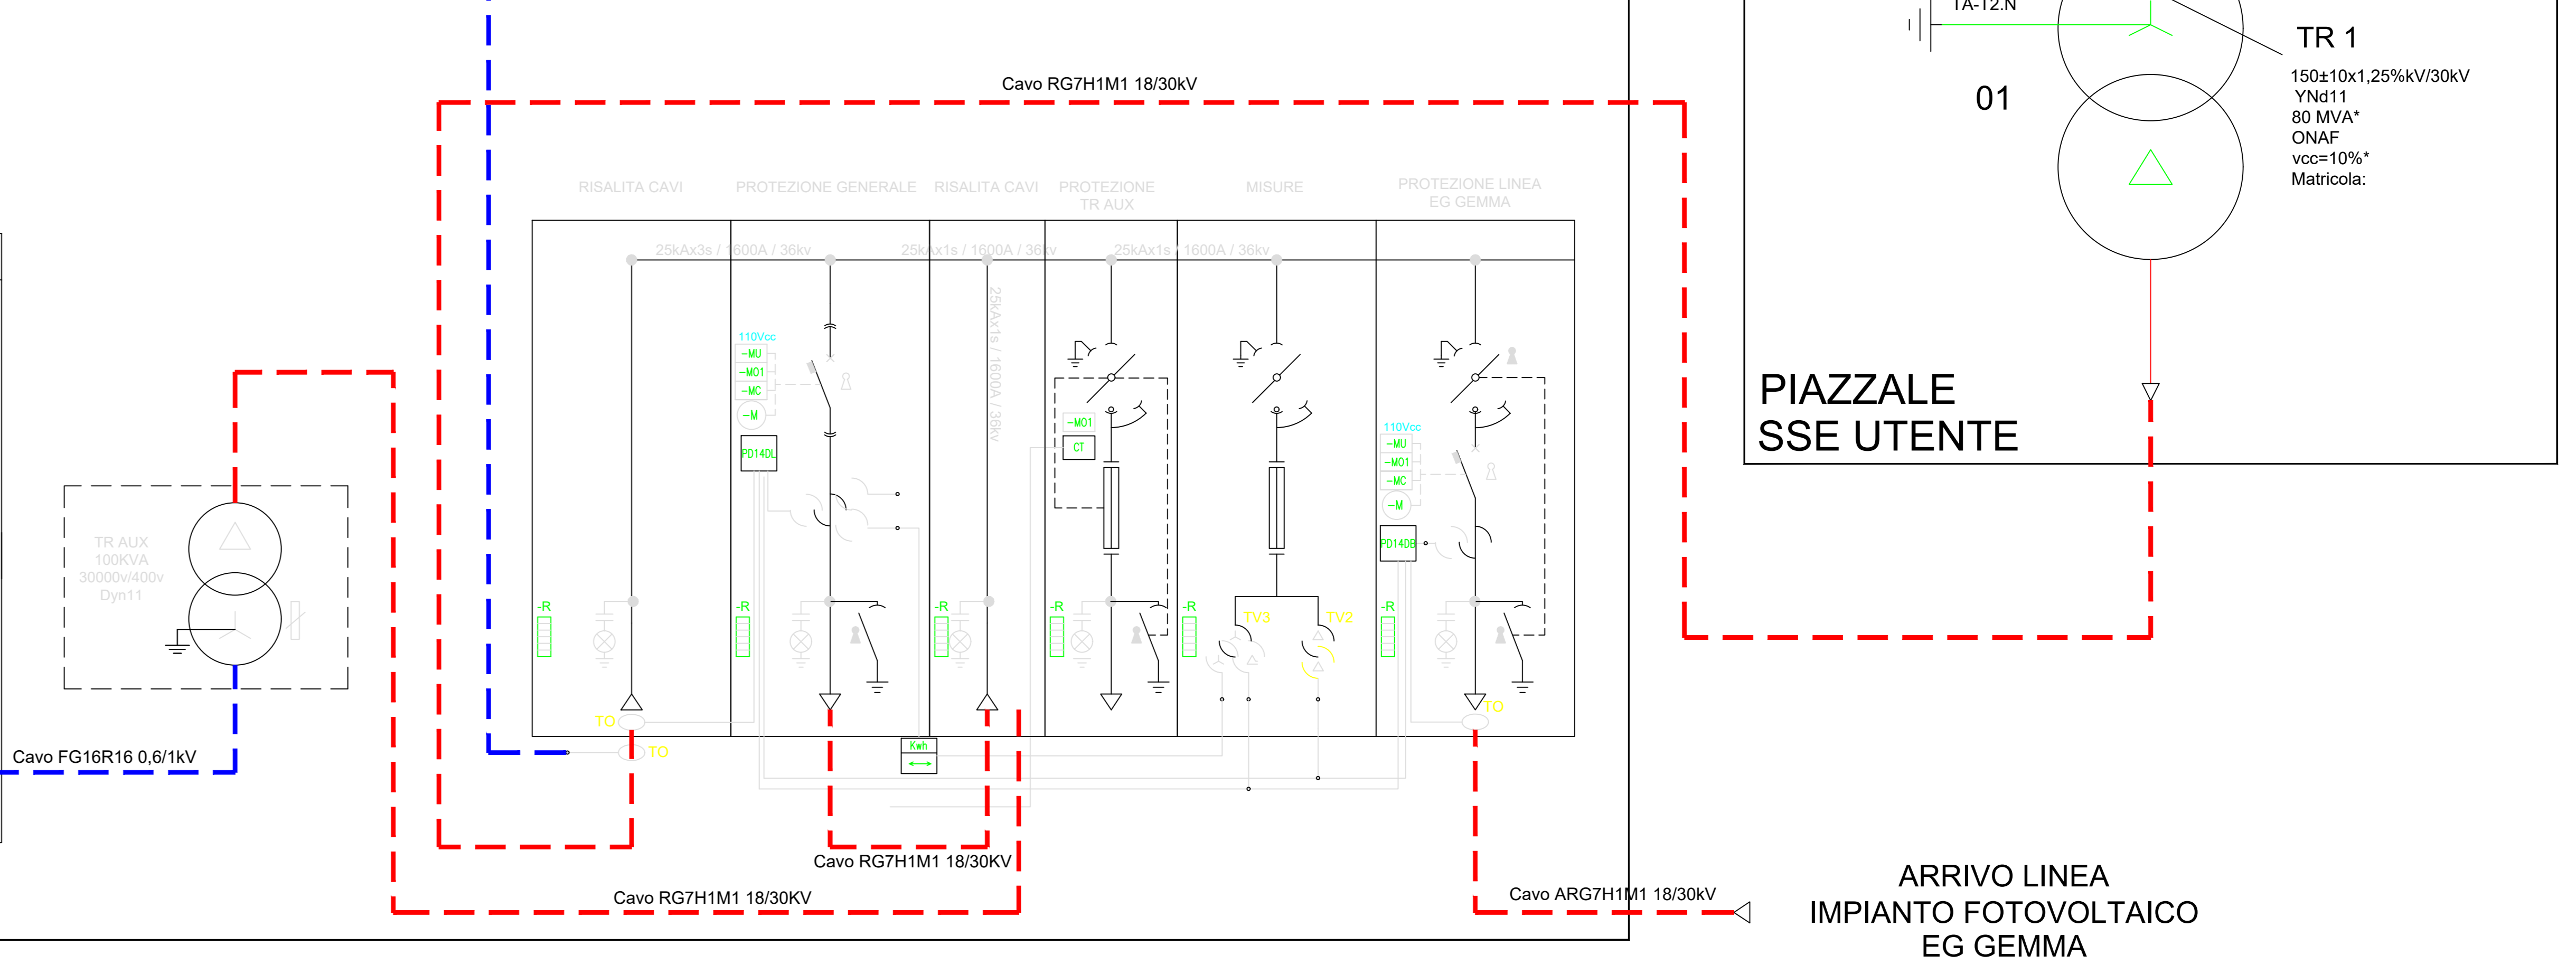 TA-T2.N
TR 1
150±10x1,25%kV/30kV
YNd11
80 MVA*
ONAF
vcc=10%*
Matricola:
01
PIAZZALE
SSE UTENTE
Cavo RG7H1M1 18/30kV
RISALITA CAVI
PROTEZIONE GENERALE
RISALITA CAVI
PROTEZIONE
TR AUX
MISURE
PROTEZIONE LINEA
EG GEMMA
25kAx3s / 1600A / 36kv
25kAx1s / 1600A / 36kv
25kAx1s / 1600A / 36kv
25kAx1s / 1600A / 36kv
110Vcc
-MU
-MO1
-MC
-M
PD14DL
-MO1
CT
110Vcc
-MU
-MO1
-MC
-M
PD14DB
TR AUX
100KVA
30000v/400v
Dyn11
-R
-R
-R
-R
-R
-R
TV3
TV2
TO
TO
TO
Kwh
Cavo FG16R16 0,6/1kV
Cavo RG7H1M1 18/30KV
Cavo RG7H1M1 18/30KV
Cavo ARG7H1M1 18/30kV
ARRIVO LINEA
IMPIANTO FOTOVOLTAICO
EG GEMMA